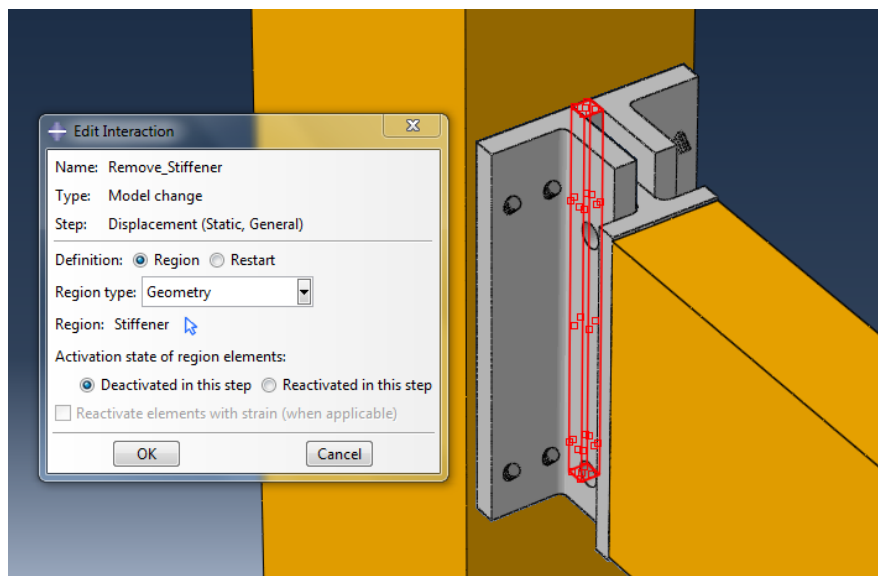 Edit Interaction
Name: Remove_Stiffener
Type: Model change
Step: Displacement (Static, General)
Definition: Region Restart
Region type: Geometry
Region: Stiffener
Activation state of region elements:
Deactivated in this step Reactivated in this step
Reactivate elements with strain (when applicable)
OK Cancel